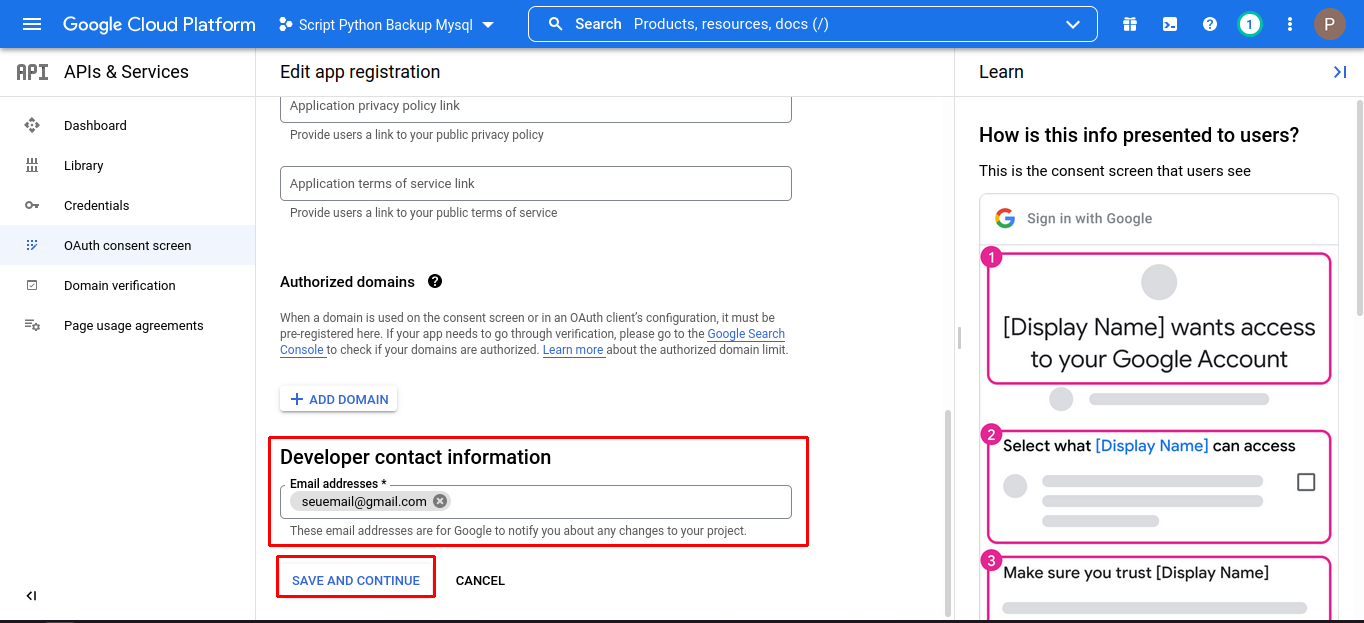 Google Cloud Platform
Script Python Backup Mysql
Search Products, resources, docs (/)
1
P
API APIs & Services
Dashboard
Library
Credentials
OAuth consent screen
Domain verification
Page usage agreements
Edit app registration
Application privacy policy link
Provide users a link to your public privacy policy
Application terms of service link
Provide users a link to your public terms of service
Authorized domains ?
When a domain is used on the consent screen or in an OAuth client's configuration, it must be
pre-registered here. If your app needs to go through verification, please go to the Google Search
Console to check if your domains are authorized. Learn more about the authorized domain limit.
+ ADD DOMAIN
Developer contact information
Email addresses *
seuemail@gmail.com
These email addresses are for Google to notify you about any changes to your project.
SAVE AND CONTINUE CANCEL
Learn
How is this info presented to users?
This is the consent screen that users see
G Sign in with Google
1
[Display Name] wants access
to your Google Account
2
Select what [Display Name] can access
3
Make sure you trust [Display Name]